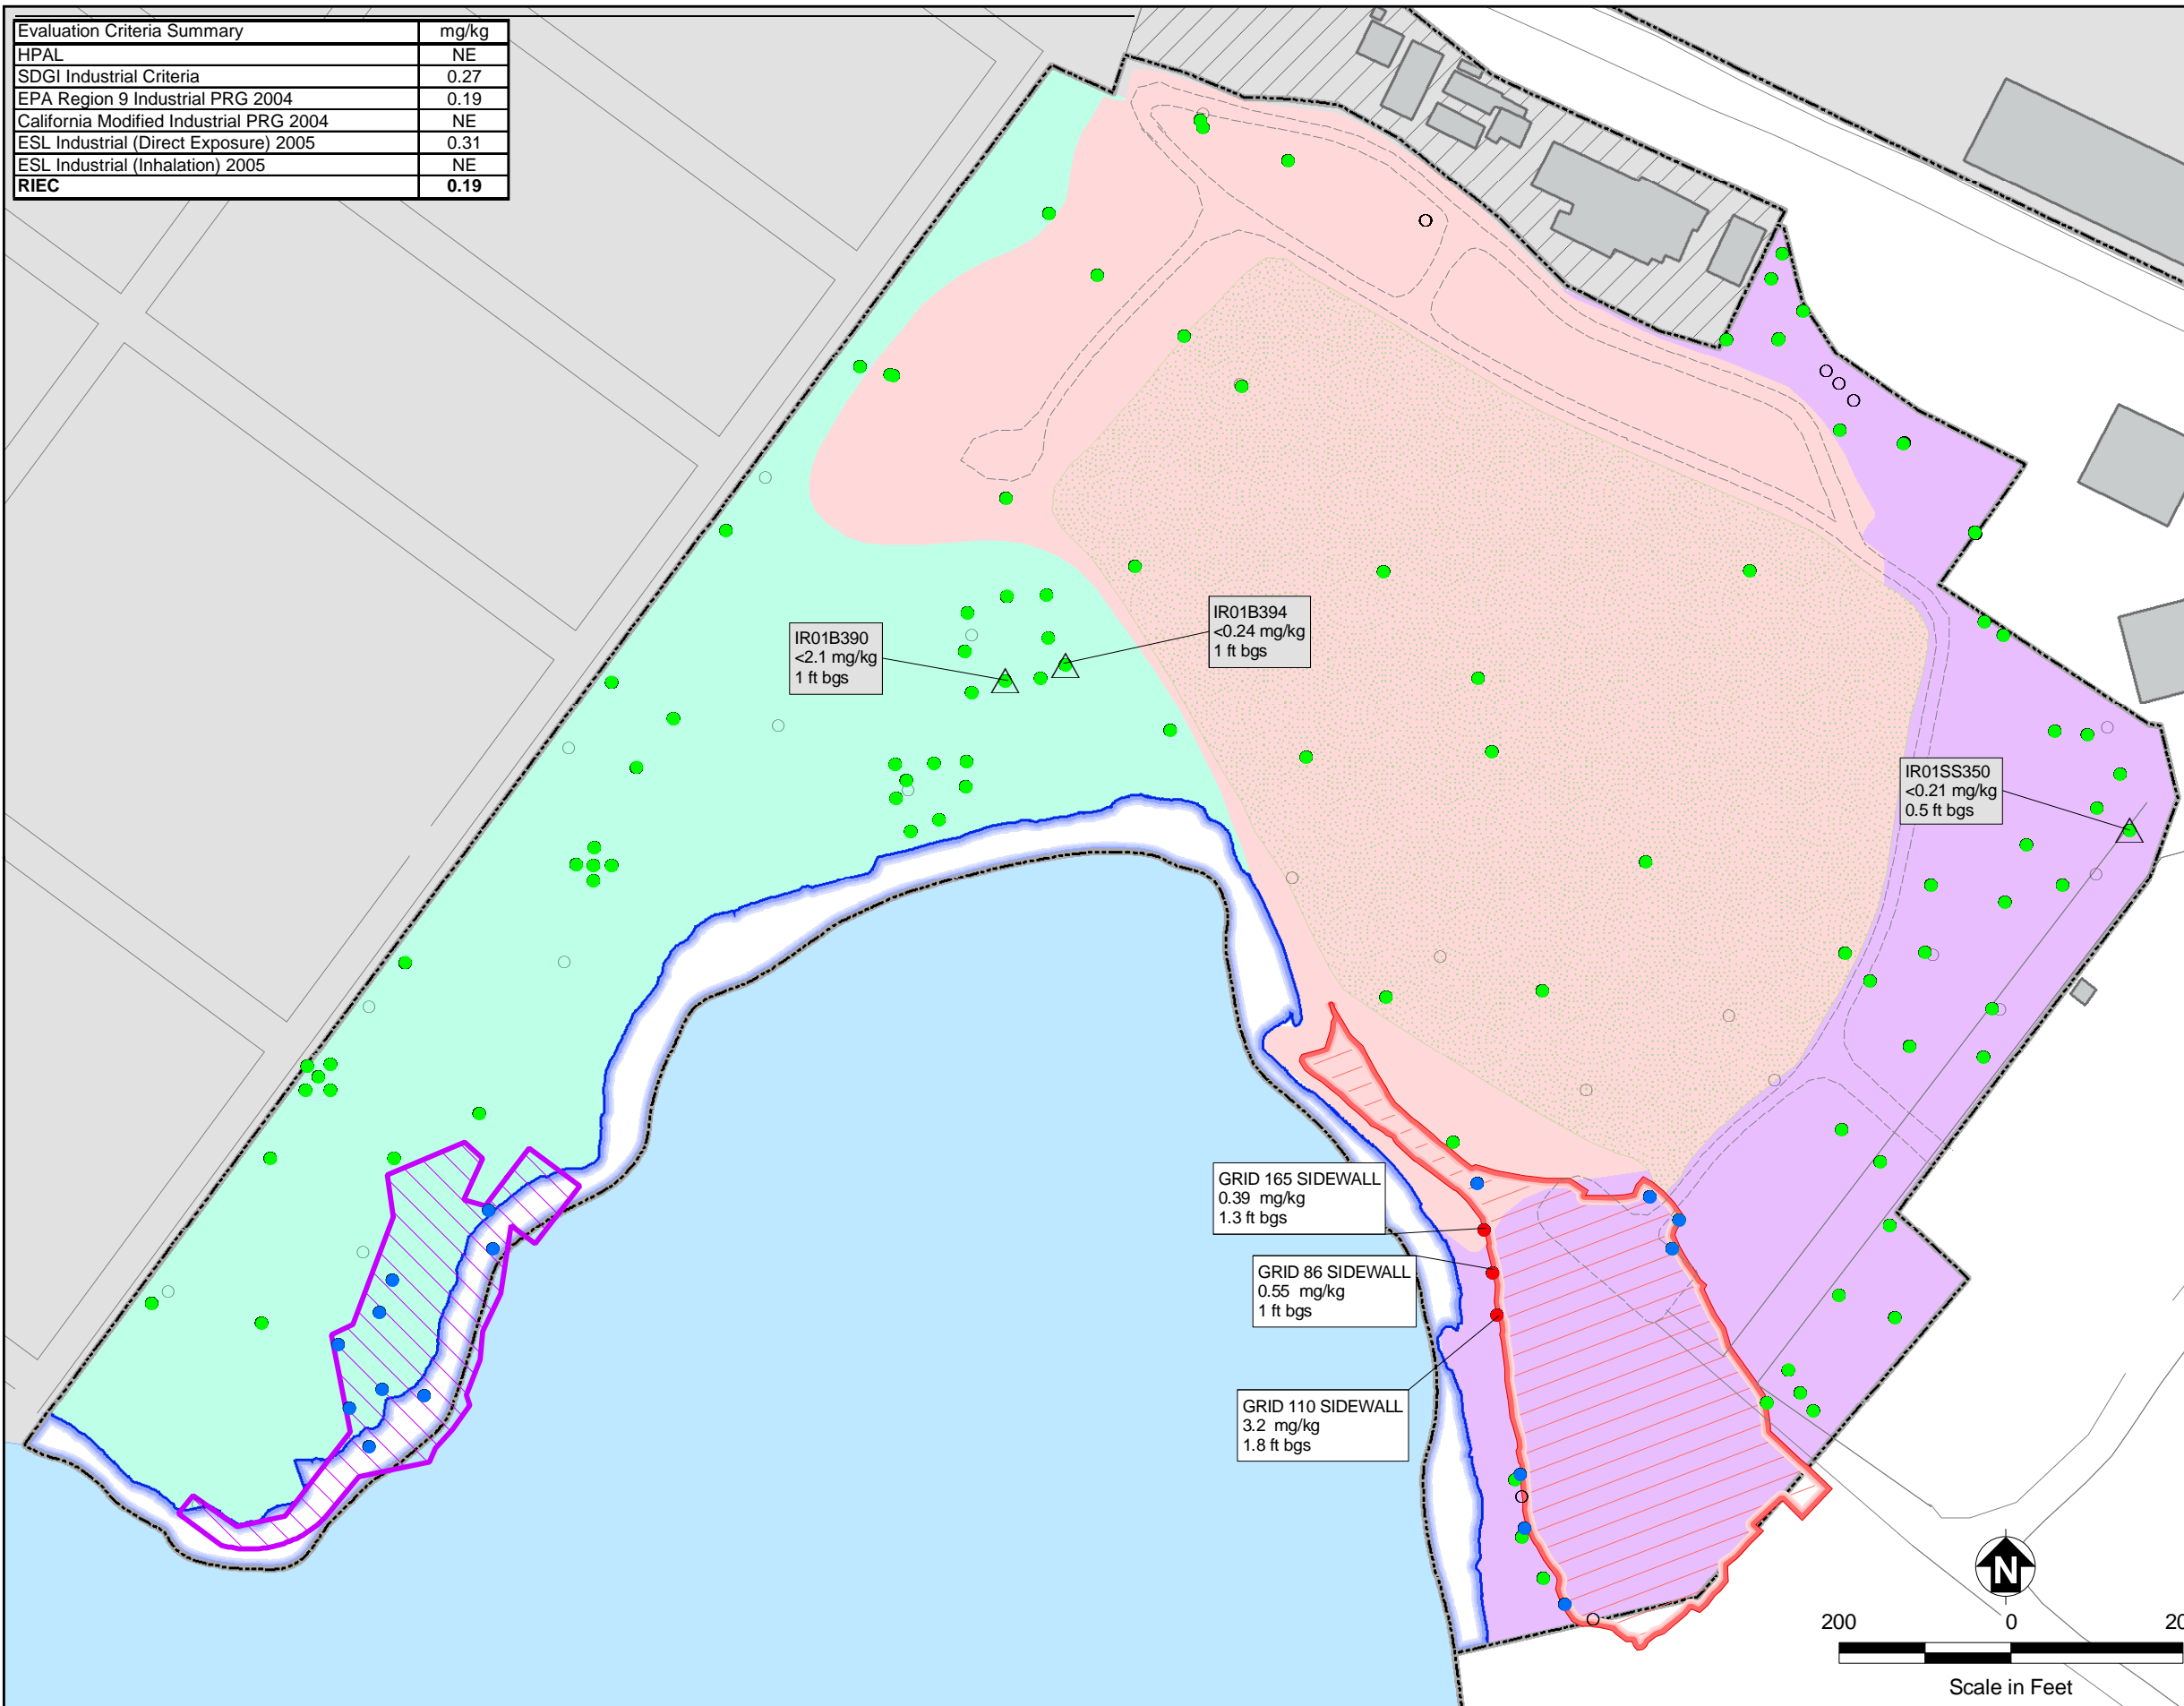 Evaluation Criteria Summary mg/kg
HPAL NE
SDGI Industrial Criteria 0.27
EPA Region 9 Industrial PRG 2004 0.19
California Modified Industrial PRG 2004 NE
ESL Industrial (Direct Exposure) 2005 0.31
ESL Industrial (Inhalation) 2005 NE
RIEC 0.19
IR01B394
<0.24 mg/kg
1 ft bgs
IR01B390
<2.1 mg/kg
1 ft bgs
IR01SS350
<0.21 mg/kg
0.5 ft bgs
GRID 165 SIDEWALL
0.39 mg/kg
1.3 ft bgs
GRID 86 SIDEWALL
0.55 mg/kg
1 ft bgs
GRID 110 SIDEWALL
3.2 mg/kg
1.8 ft bgs
N
200 0 20
Scale in Feet